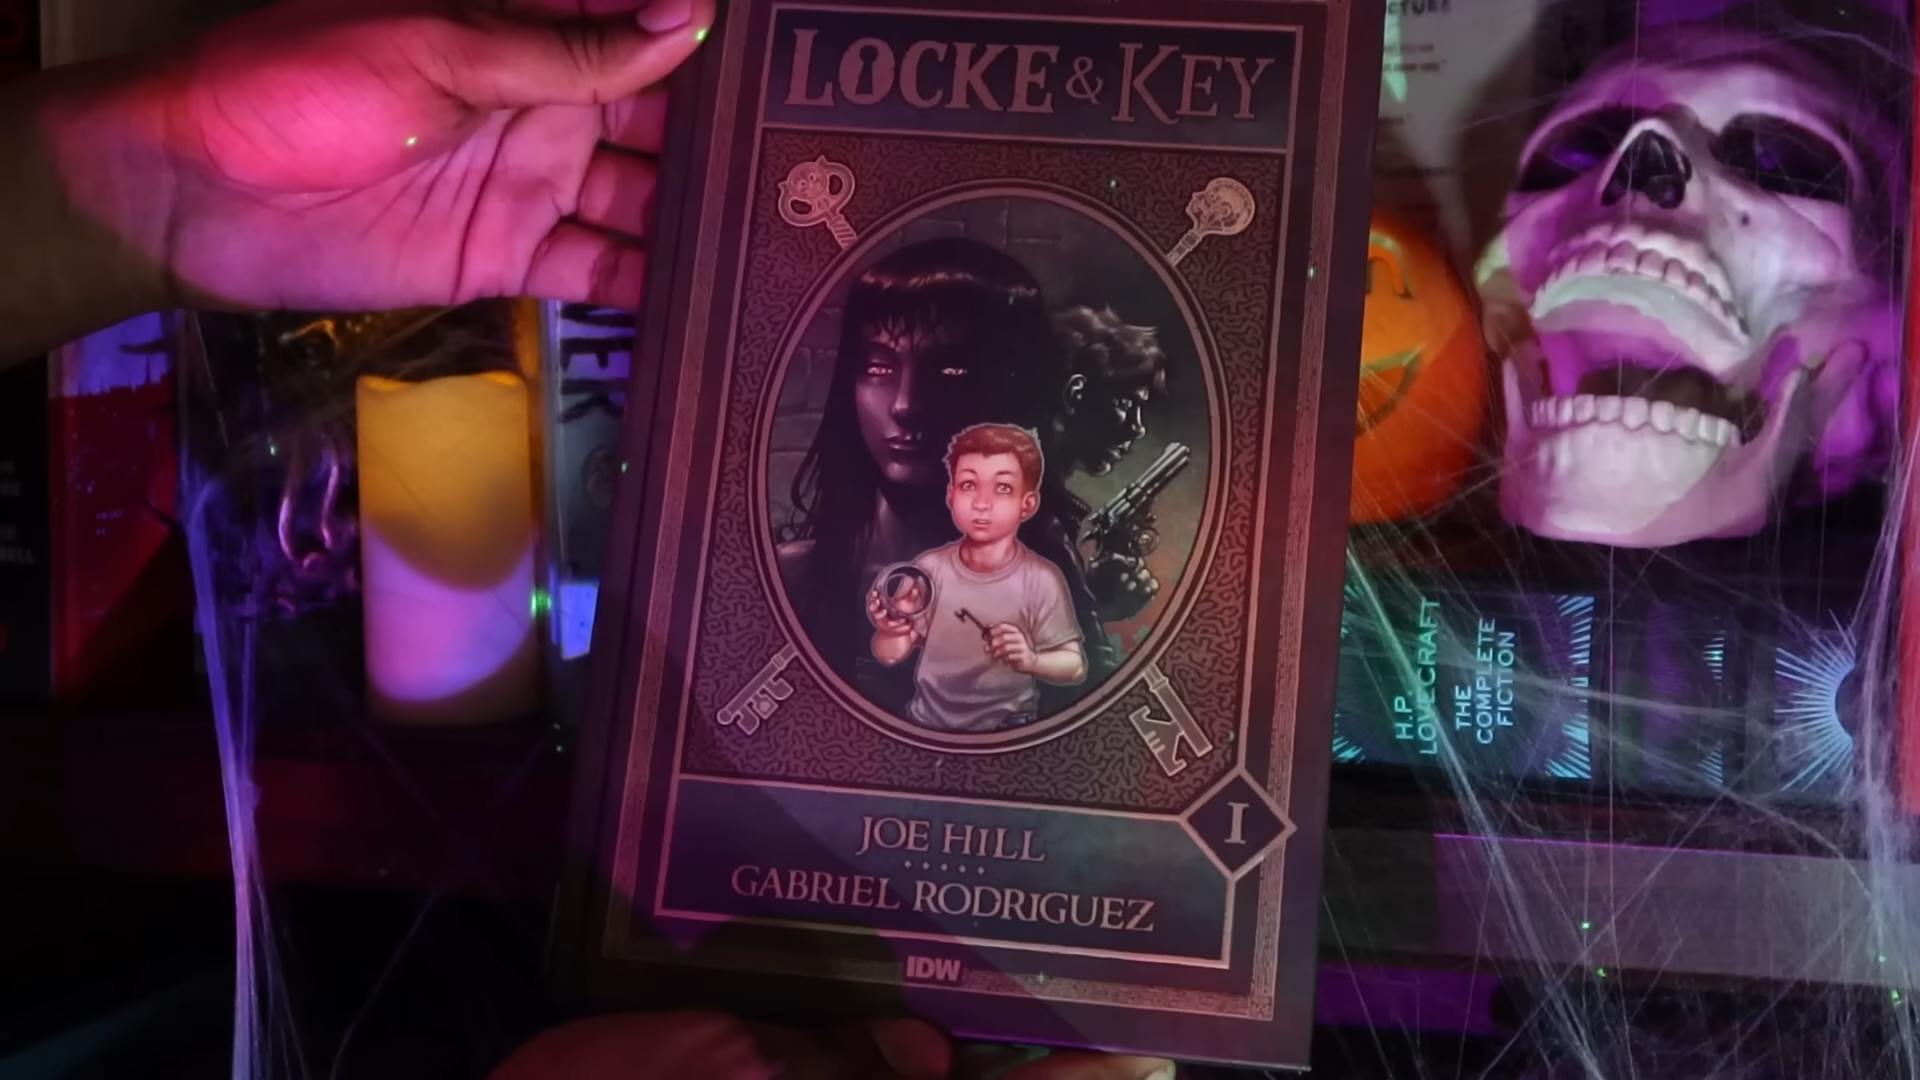 LOCKE & KEY
JOE HILL
GABRIEL RODRIGUEZ
I
IDW
H.P.
LOVECRAFT
THE
COMPLETE
FICTION